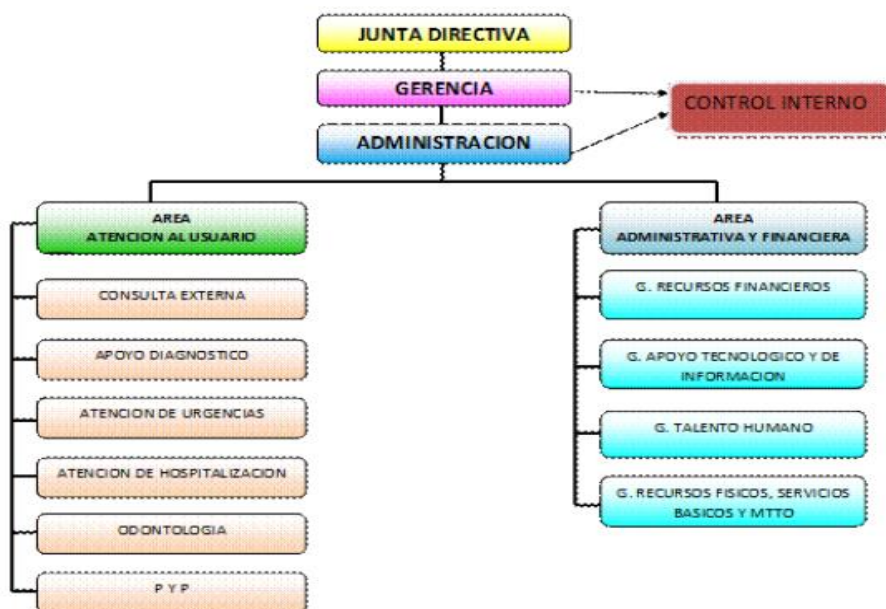 JUNTA DIRECTIVA
GERENCIA
CONTROL INTERNO
ADMINISTRACION
AREA
ATENCION AL USUARIO
CONSULTA EXTERNA
APOYO DIAGNOSTICO
ATENCION DE URGENCIAS
ATENCION DE HOSPITALIZACION
ODONTOLOGIA
P Y P
AREA
ADMINISTRATIVA Y FINANCIERA
G. RECURSOS FINANCIEROS
G. APOYO TECNOLOGICO Y DE
INFORMACION
G. TALENTO HUMANO
G. RECURSOS FISICOS, SERVICIOS
BASICOS Y MTTO